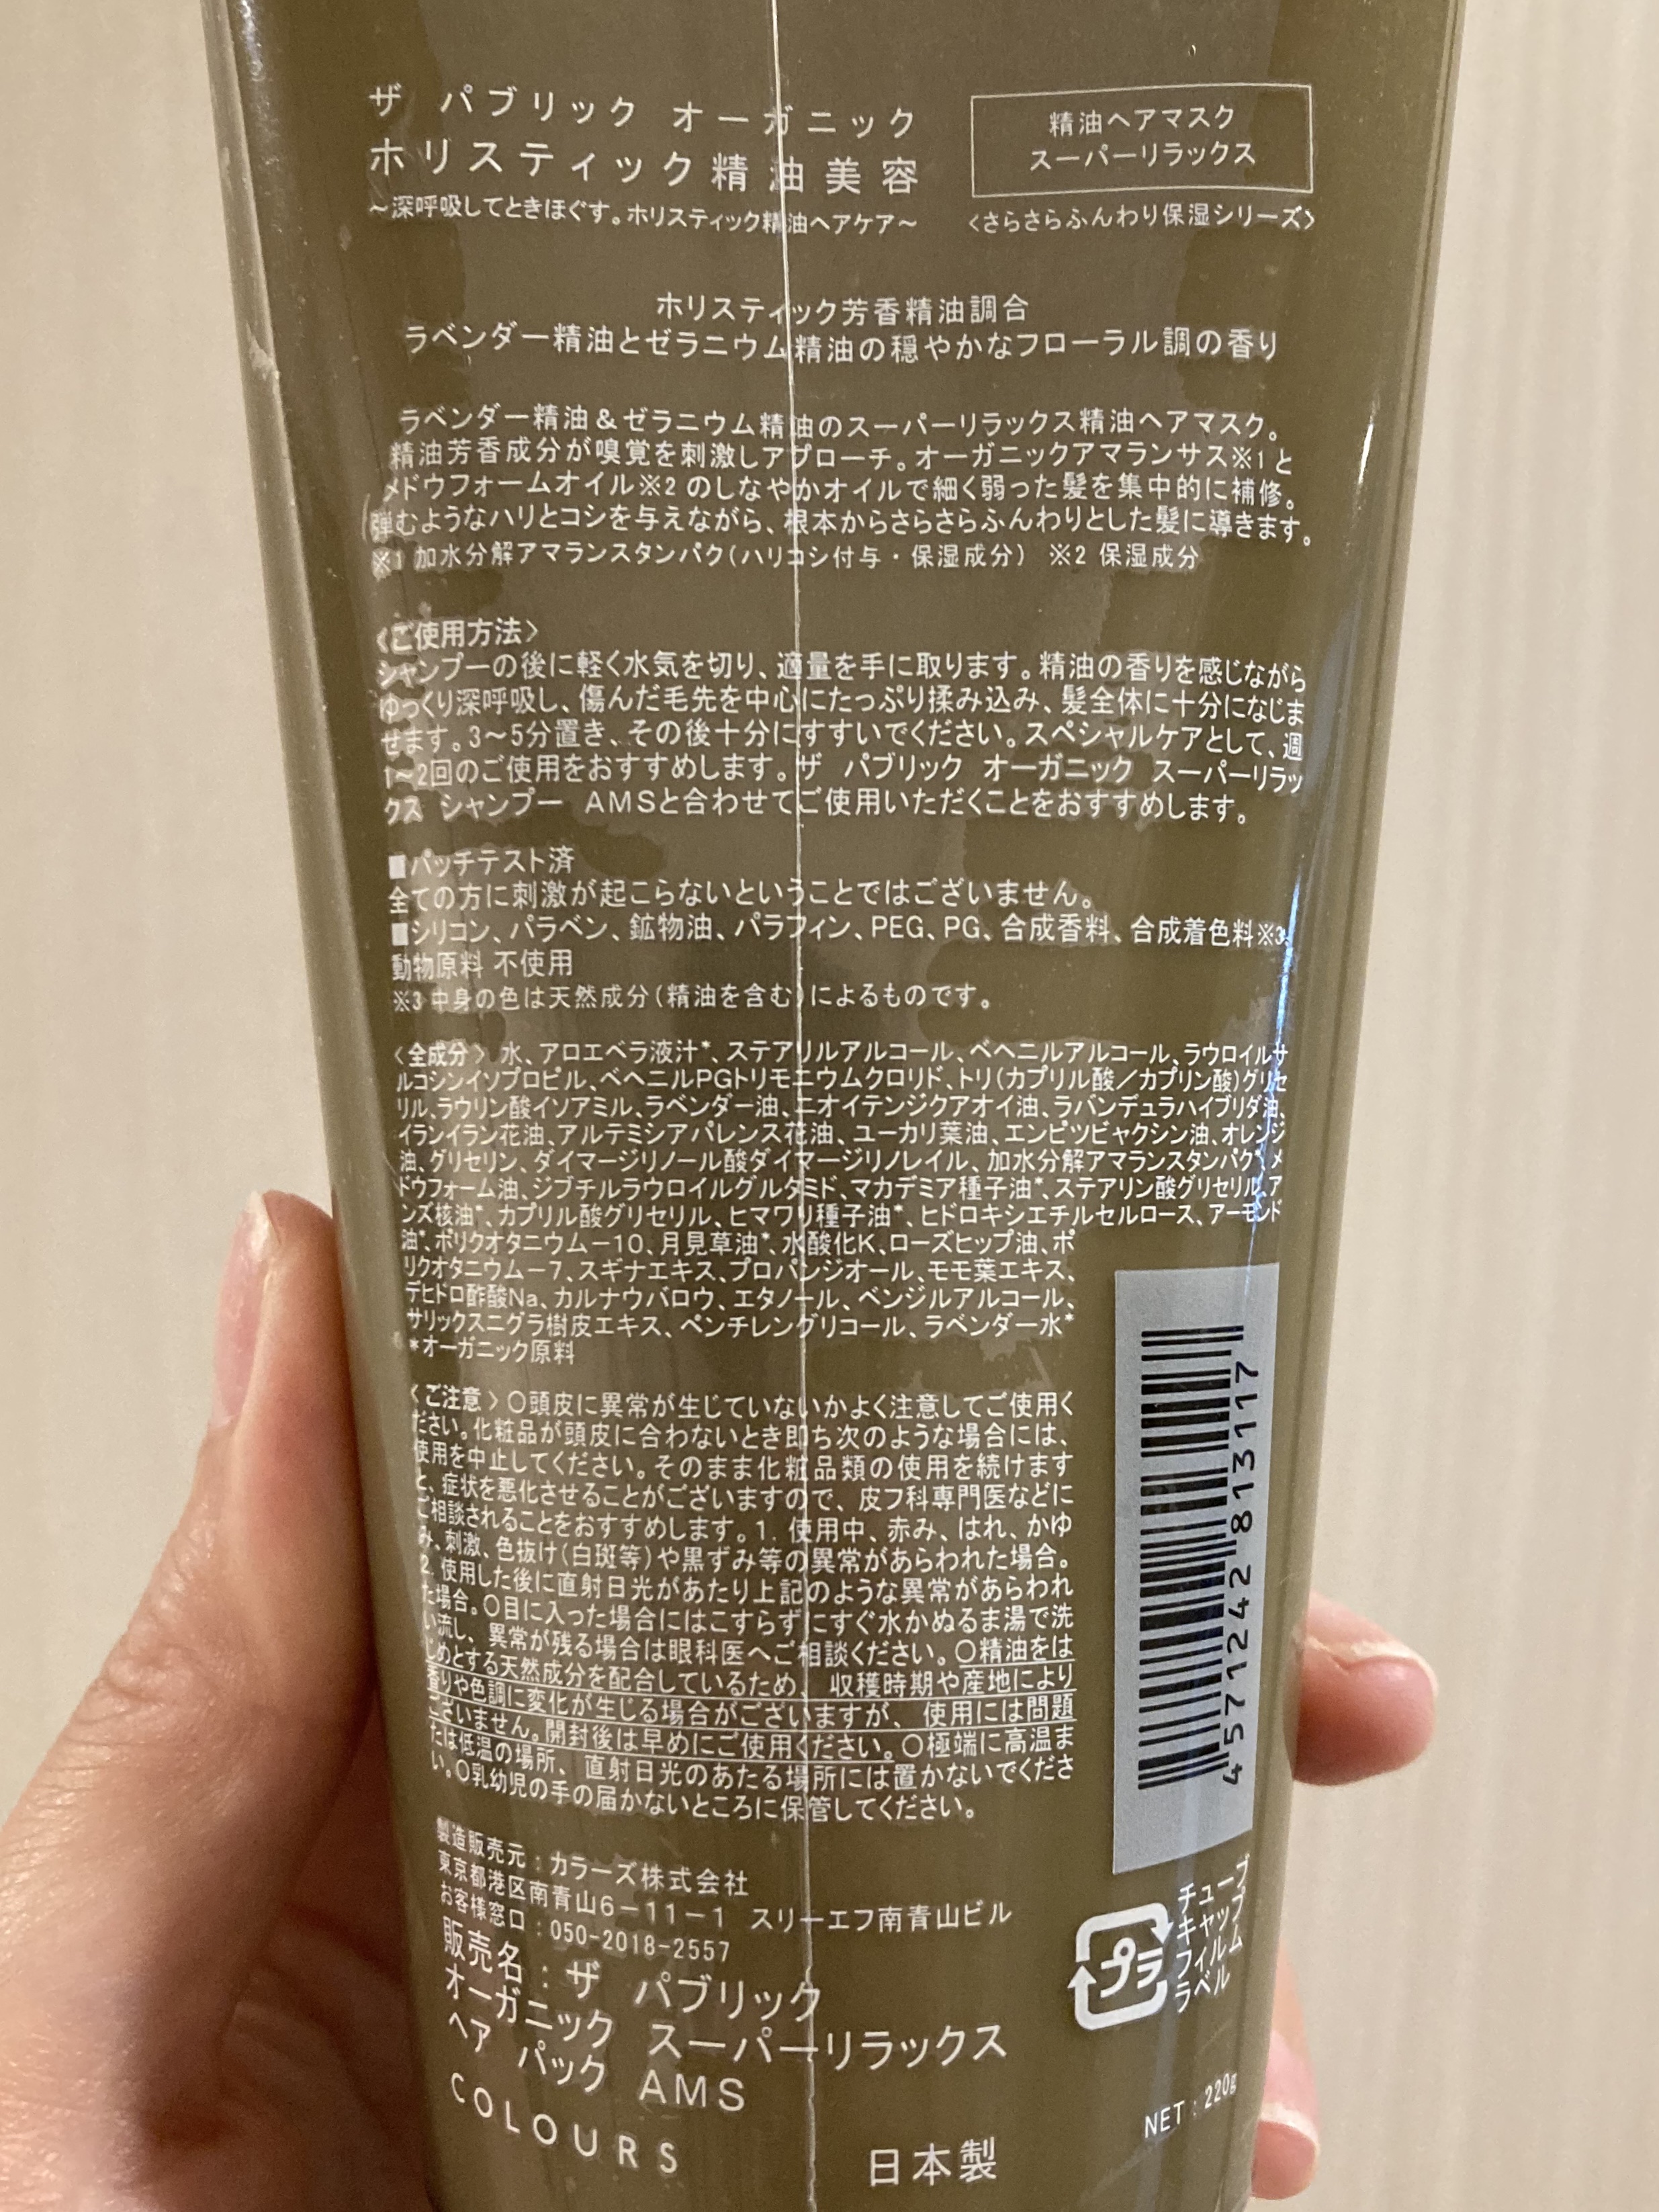 ザ パブリック オーガニック
ホリスティック精油美容
～深呼吸してときほぐす。ホリスティック精油ヘアケア～
精油ヘアマスク
スーパーリラックス
<さらさらふんわり保湿シリーズ>
ホリスティック芳香精油調合
ラベンダー精油とゼラニウム精油の穏やかなフローラル調の香り
ラベンダー精油＆ゼラニウム精油のスーパーリラックス精油ヘアマスク。
精油芳香成分が嗅覚を刺激しアプローチ。オーガニックアマランサス※1と
メドウフォームオイル※2のしなやかオイルで細く弱った髪を集中的に補修。
弾むようなハリとコシを与えながら、根本からさらさらふんわりとした髪に導きます。
※1 加水分解アマランスタンパク(ハリコシ付与・保湿成分) ※2 保湿成分
<ご使用方法>
シャンプーの後に軽く水気を切り、適量を手に取ります。精油の香りを感じながら
ゆっくり深呼吸し、傷んだ毛先を中心にたっぷり揉み込み、髪全体に十分になじま
せます。3～5分置き、その後十分にすすいでください。スペシャルケアとして、週
1～2回のご使用をおすすめします。ザ パブリック オーガニック スーパーリラッ
クス シャンプー AMSと合わせてご使用いただくことをおすすめします。
■パッチテスト済
全ての方に刺激が起こらないということではございません。
■シリコン、パラベン、鉱物油、パラフィン、PEG、PG、合成香料、合成着色料※3、
動物原料 不使用
※3 中身の色は天然成分(精油を含む)によるものです。
<全成分> 水、アロエベラ液汁*、ステアリルアルコール、ベヘニルアルコール、ラウロイルサ
ルコシンイソプロピル、ベヘニルPGトリモニウムクロリド、トリ(カプリル酸／カプリン酸)グリセ
リル、ラウリン酸イソアミル、ラベンダー油、ニオイテンジクアオイ油、ラバンデュラハイブリダ油、
イランイラン花油、アルテミシアパレンス花油、ユーカリ葉油、エンピツビャクシン油、オレンジ
油、グリセリン、ダイマージリノール酸ダイマージリノレイル、加水分解アマランスタンパク*、メ
ドウフォーム油、ジブチルラウロイルグルタミド、マカデミア種子油*、ステアリン酸グリセリル、ア
ンズ核油*、カプリル酸グリセリル、ヒマワリ種子油*、ヒドロキシエチルセルロース、アーモンド
油*、ポリクオタニウム－10、月見草油*、水酸化K、ローズヒップ油、ポ
リクオタニウム－7、スギナエキス、プロパンジオール、モモ葉エキス、
デヒドロ酢酸Na、カルナウバロウ、エタノール、ベンジルアルコール、
サリックスニグラ樹皮エキス、ペンチレングリコール、ラベンダー水*
*オーガニック原料
<ご注意>○頭皮に異常が生じていないかよく注意してご使用く
ださい。化粧品が頭皮に合わないとき即ち次のような場合には、
使用を中止してください。そのまま化粧品類の使用を続けます
と、症状を悪化させることがございますので、皮フ科専門医などに
ご相談されることをおすすめします。1. 使用中、赤み、はれ、かゆ
み、刺激、色抜け(白斑等)や黒ずみ等の異常があらわれた場合。
2. 使用した後に直射日光があたり上記のような異常があらわれ
た場合。○目に入った場合にはこすらずにすぐ水かぬるま湯で洗
い流し、異常が残る場合は眼科医へご相談ください。○精油をは
じめとする天然成分を配合しているため、収穫時期や産地により
香りや色調に変化が生じる場合がございますが、使用には問題
ございません。開封後は早めにご使用ください。○極端に高温ま
たは低温の場所、直射日光のあたる場所には置かないでくださ
い。○乳幼児の手の届かないところに保管してください。
製造販売元：カラーズ株式会社
東京都港区南青山6－11－1 スリーエフ南青山ビル
お客様窓口：050-2018-2557
販売名：ザ パブリック
オーガニック スーパーリラックス
ヘア パック AMS
COLOURS
日本製
4 571242 813117
プラ
チューブ
キャップ
フィルム
ラベル
NET：220g